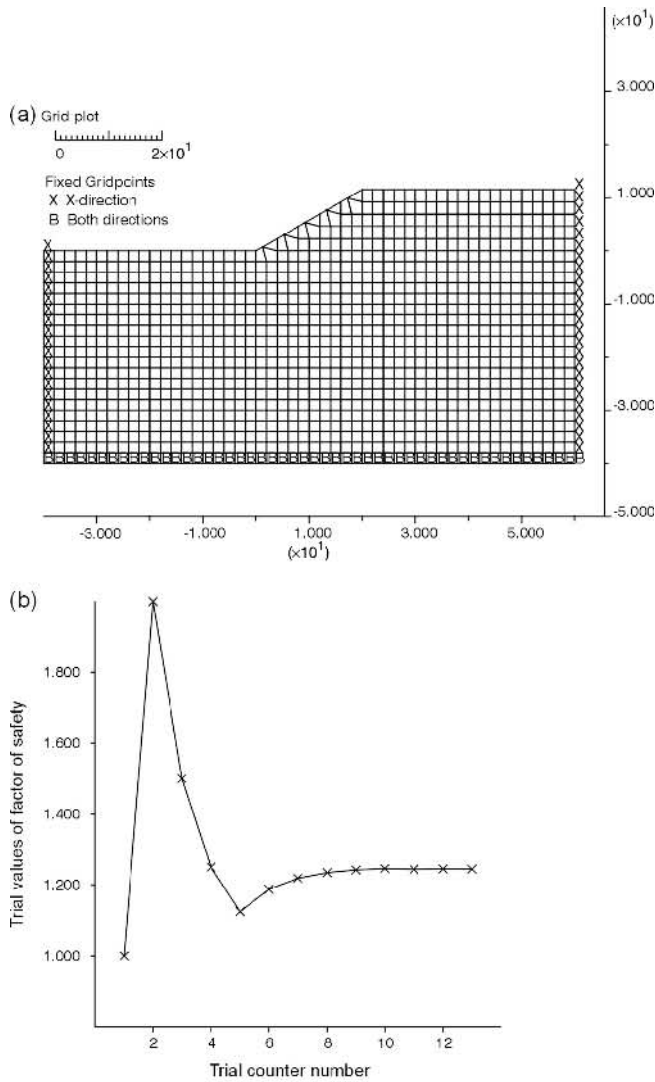 (×10¹)
3.000
(a) Grid plot
0 2×10¹
Fixed Gridpoints
X X-direction
B Both directions
1.000
-1.000
-3.000
-5.000
-3.000 -1.000 1.000 3.000 5.000
(×10¹)
(b)
1.800
1.600
1.400
1.200
1.000
Trial values of factor of safety
2 4 6 8 10 12
Trial counter number